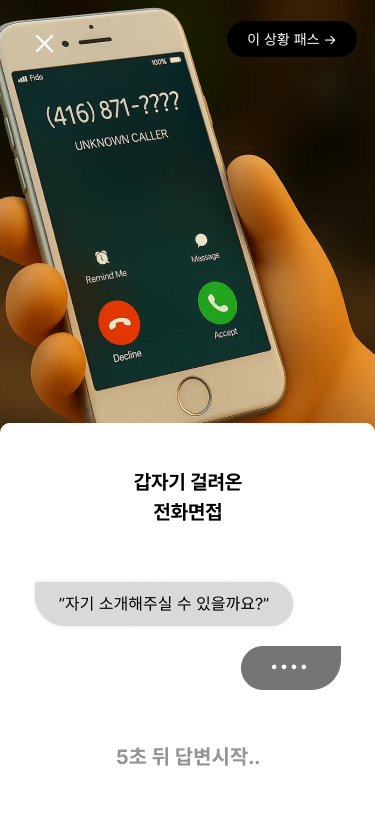 이 상황 패스 →
Fido
100%
(416) 871-????
UNKNOWN CALLER
Remind Me
Message
Decline
Accept
갑자기 걸려온
전화면접
“자기 소개해주실 수 있을까요?”
5초 뒤 답변시작..